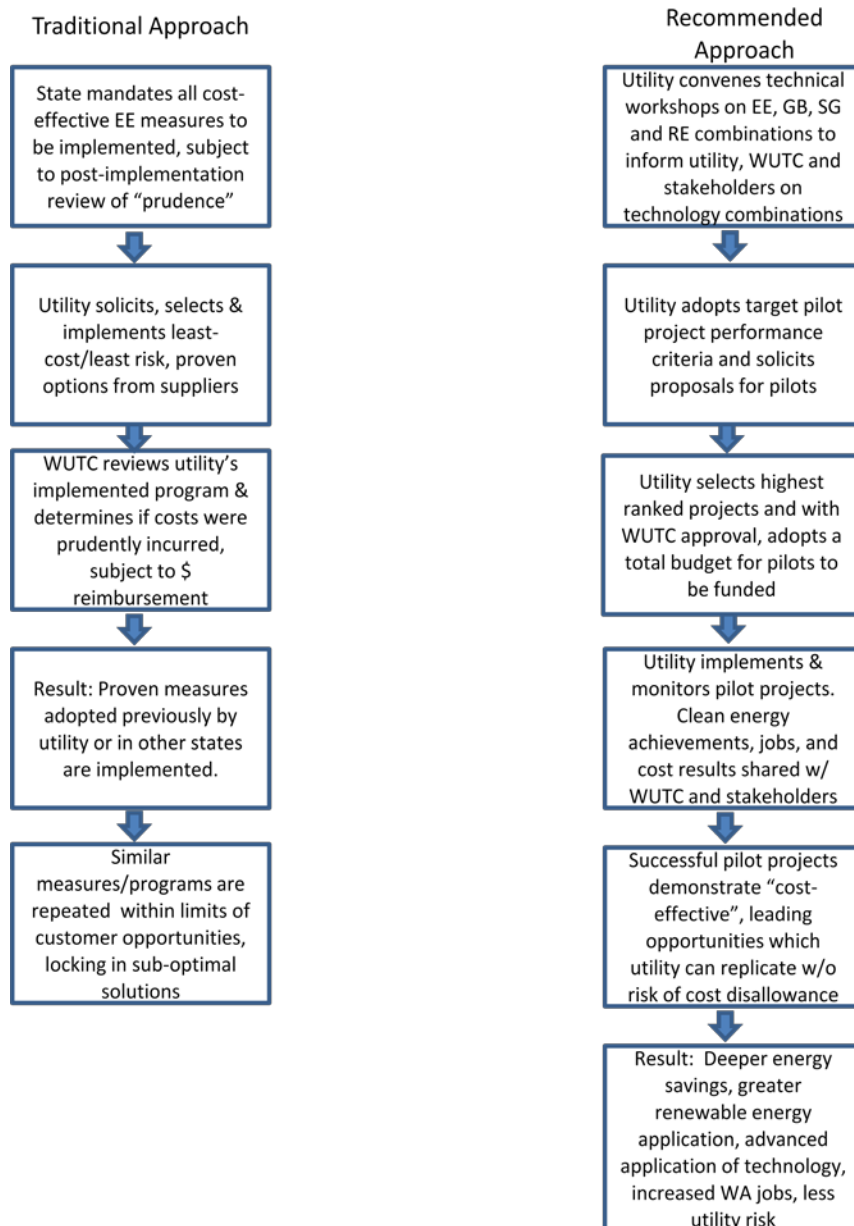 Traditional Approach
State mandates all cost-
effective EE measures to
be implemented, subject
to post-implementation
review of “prudence”
Utility solicits, selects &
implements least-
cost/least risk, proven
options from suppliers
WUTC reviews utility’s
implemented program &
determines if costs were
prudently incurred,
subject to $
reimbursement
Result: Proven measures
adopted previously by
utility or in other states
are implemented.
Similar
measures/programs are
repeated within limits of
customer opportunities,
locking in sub-optimal
solutions
Recommended
Approach
Utility convenes technical
workshops on EE, GB, SG
and RE combinations to
inform utility, WUTC and
stakeholders on
technology combinations
Utility adopts target pilot
project performance
criteria and solicits
proposals for pilots
Utility selects highest
ranked projects and with
WUTC approval, adopts a
total budget for pilots to
be funded
Utility implements &
monitors pilot projects.
Clean energy
achievements, jobs, and
cost results shared w/
WUTC and stakeholders
Successful pilot projects
demonstrate “cost-
effective”, leading
opportunities which
utility can replicate w/o
risk of cost disallowance
Result: Deeper energy
savings, greater
renewable energy
application, advanced
application of technology,
increased WA jobs, less
utility risk